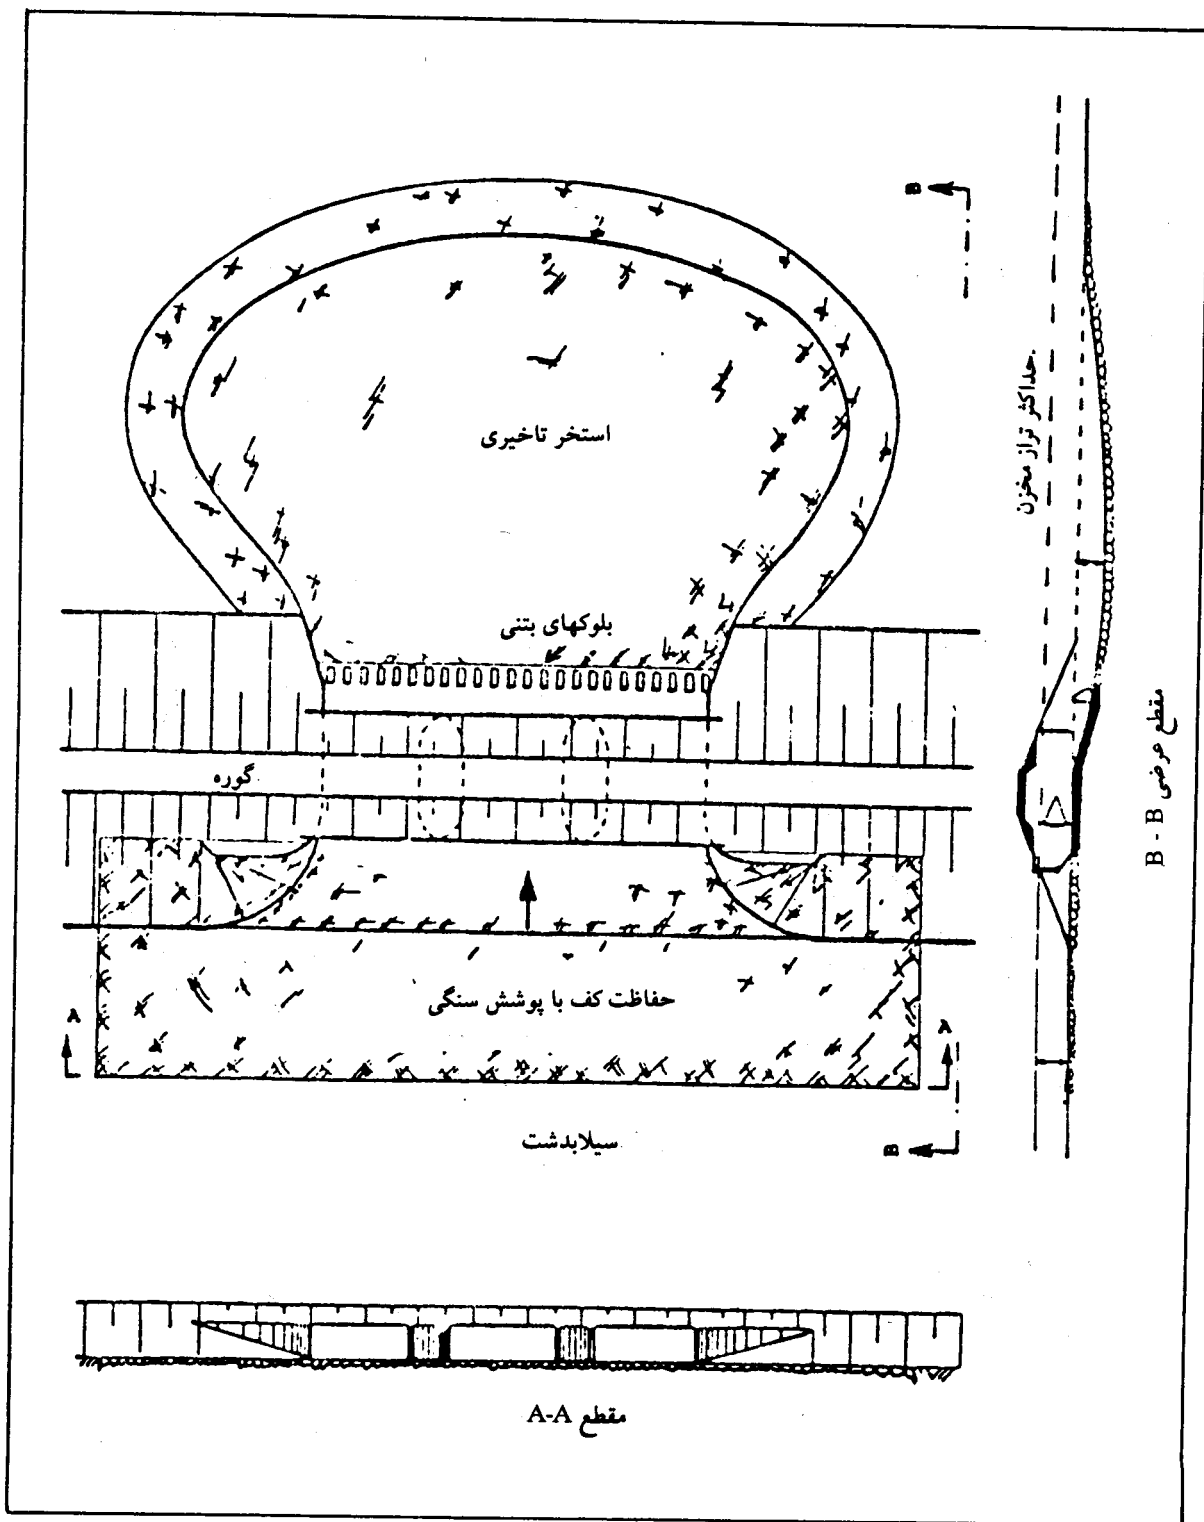 B
حداکثر تراز مخزن
استخر تاخیری
بلوکهای بتنی
گوره
مقطع عرضی B - B
حفاظت کف با پوشش سنگی
A
A
سیلابدشت
B
مقطع A-A